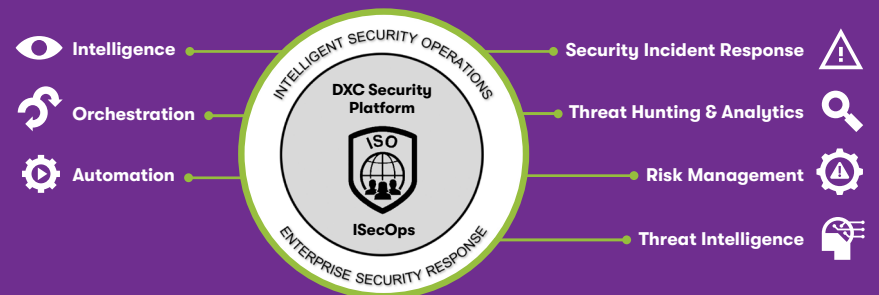 Intelligence
Orchestration
Automation
INTELLIGENT SECURITY OPERATIONS
DXC Security
Platform
ISO
ISecOps
ENTERPRISE SECURITY RESPONSE
Security Incident Response
Threat Hunting & Analytics
Risk Management
Threat Intelligence